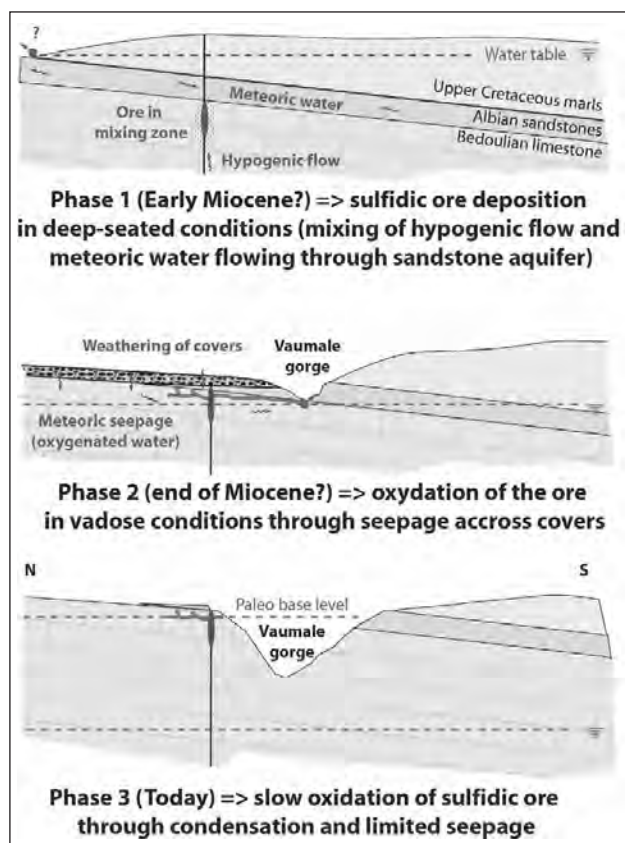 ?
Water table
Upper Cretaceous marls
Meteoric water
Albian sandstones
Ore in
mixing zone
Bedoulian limestone
Hypogenic flow
Phase 1 (Early Miocene?) => sulfidic ore deposition
in deep-seated conditions (mixing of hypogenic flow and
meteoric water flowing through sandstone aquifer)
Weathering of covers
Vaumale
gorge
Meteoric seepage
(oxygenated water)
Phase 2 (end of Miocene?) => oxydation of the ore
in vadose conditions through seepage accross covers
N
S
Paleo base level
Vaumale
gorge
Phase 3 (Today) => slow oxidation of sulfidic ore
through condensation and limited seepage